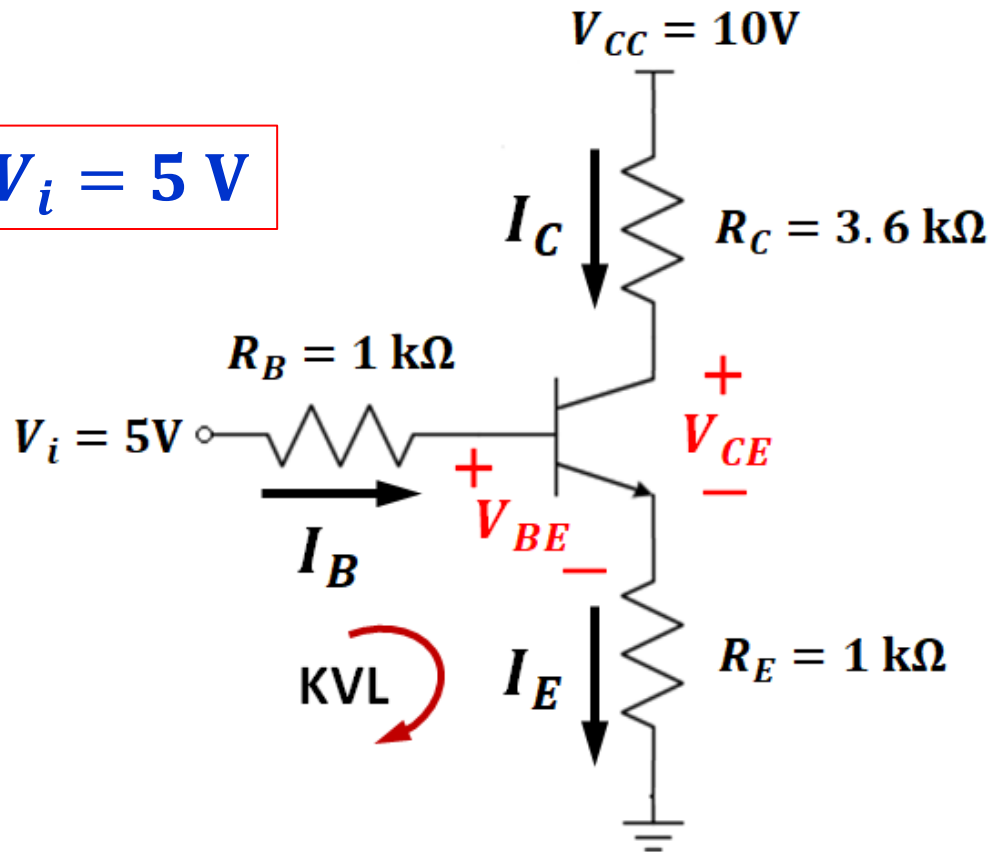 V_CC = 10V
V_i = 5 V
I_C
R_C = 3.6 kΩ
R_B = 1 kΩ
V_i = 5V
+
V_CE
−
+
V_BE
−
I_B
KVL
I_E
R_E = 1 kΩ